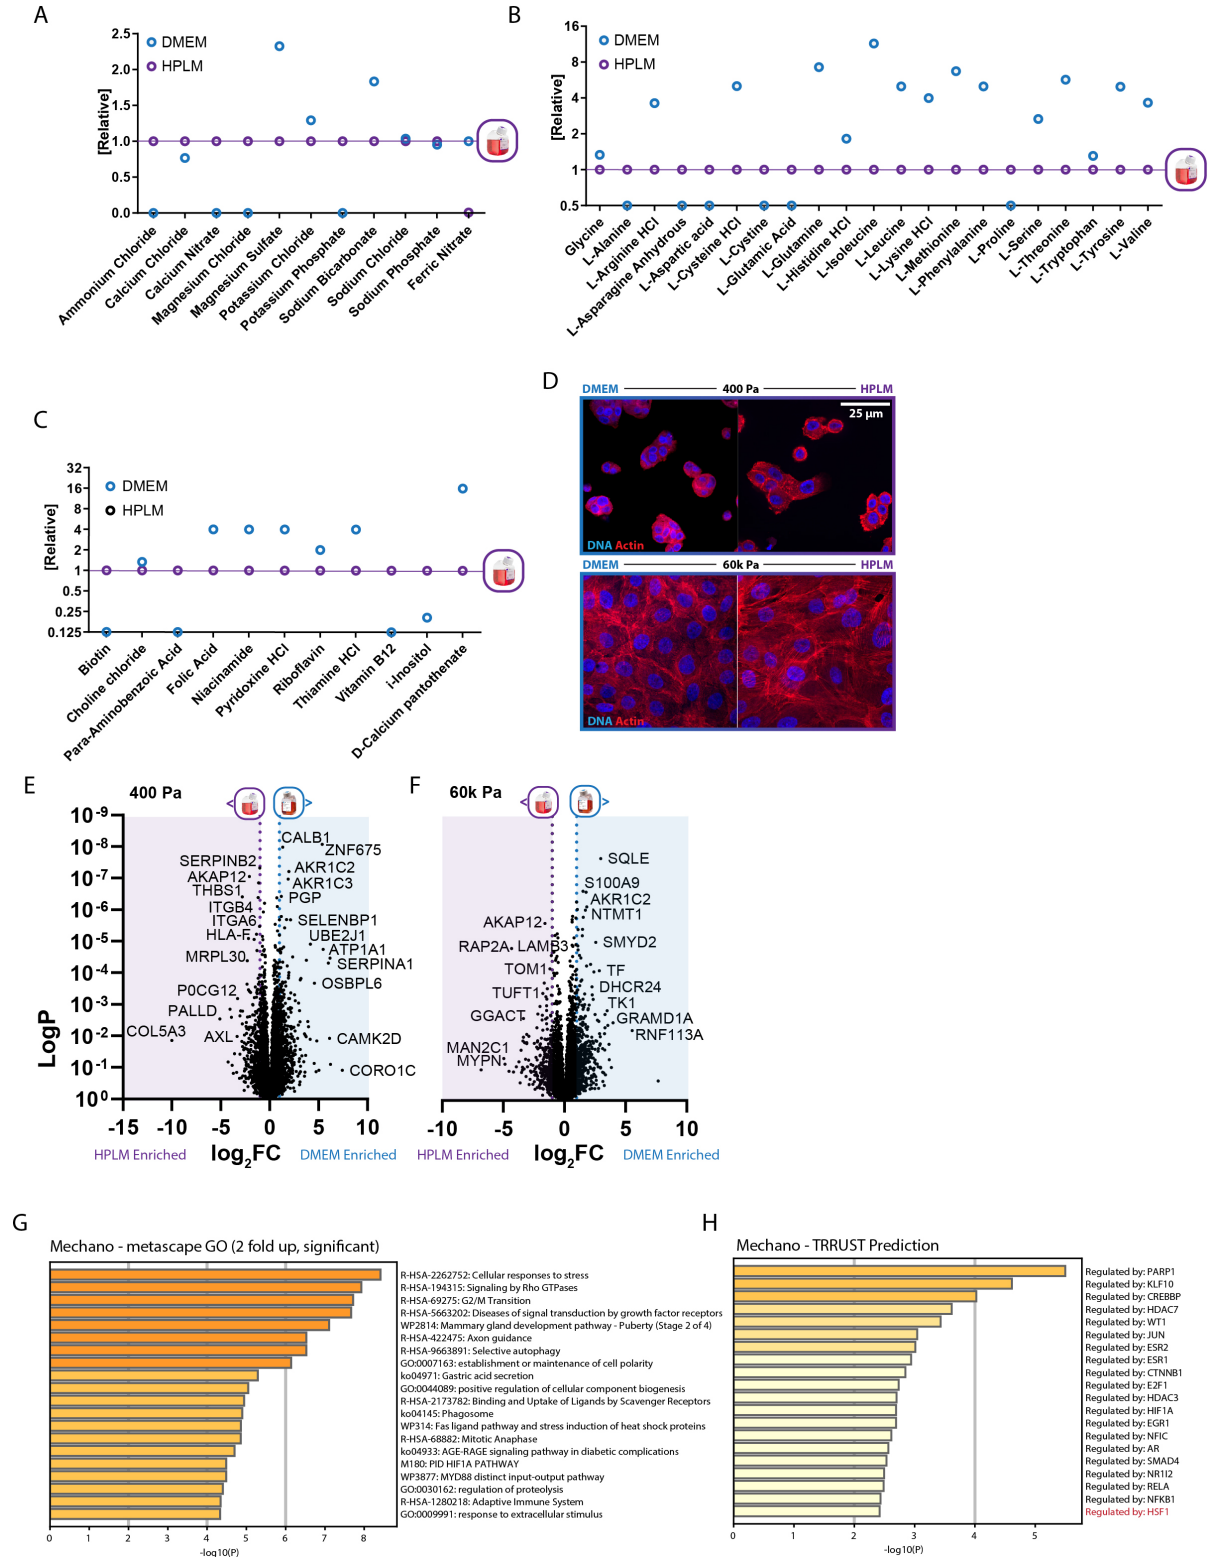 A
2.5
2.0
1.5
1.0
0.5
0.0
[Relative]
DMEM
HPLM
Ammonium Chloride
Calcium Chloride
Calcium Nitrate
Magnesium Chloride
Magnesium Sulfate
Potassium Chloride
Potassium Phosphate
Sodium Bicarbonate
Sodium Chloride
Sodium Phosphate
Ferric Nitrate
B
16
8
4
2
1
0.5
[Relative]
DMEM
HPLM
Glycine
L-Alanine
L-Arginine HCl
L-Asparagine Anhydrous
L-Aspartic acid
L-Cysteine HCl
L-Cystine
L-Glutamic Acid
L-Glutamine
L-Histidine HCl
L-Isoleucine
L-Leucine
L-Lysine HCl
L-Methionine
L-Phenylalanine
L-Proline
L-Serine
L-Threonine
L-Tryptophan
L-Tyrosine
L-Valine
C
32
16
8
4
2
1
0.5
0.25
0.125
[Relative]
DMEM
HPLM
Biotin
Choline chloride
Para-Aminobenzoic Acid
Folic Acid
Niacinamide
Pyridoxine HCl
Riboflavin
Thiamine HCl
Vitamin B12
i-Inositol
D-Calcium pantothenate
D
DMEM 400 Pa HPLM
25 µm
DNA Actin
DMEM 60k Pa HPLM
DNA Actin
E
400 Pa
< >
10-9
10-8
10-7
10-6
10-5
10-4
10-3
10-2
10-1
100
LogP
CALB1
ZNF675
SERPINB2
AKR1C2
AKAP12
AKR1C3
THBS1
PGP
ITGB4
ITGA6
SELENBP1
HLA-F
UBE2J1
ATP1A1
MRPL30
SERPINA1
OSBPL6
P0CG12
PALLD
COL5A3
AXL
CAMK2D
CORO1C
-15 -10 -5 0 5 10
HPLM Enriched log2FC DMEM Enriched
F
60k Pa
< >
SQLE
S100A9
AKR1C2
NTMT1
AKAP12
SMYD2
RAP2A
LAMB3
TOM1
TF
TUFT1
DHCR24
TK1
GGACT
GRAMD1A
RNF113A
MAN2C1
MYPN
-10 -5 0 5 10
HPLM Enriched log2FC DMEM Enriched
G
Mechano - metascape GO (2 fold up, significant)
R-HSA-2262752: Cellular responses to stress
R-HSA-194315: Signaling by Rho GTPases
R-HSA-69275: G2/M Transition
R-HSA-5663202: Diseases of signal transduction by growth factor receptors
WP2814: Mammary gland development pathway - Puberty (Stage 2 of 4)
R-HSA-422475: Axon guidance
R-HSA-9663891: Selective autophagy
GO:0007163: establishment or maintenance of cell polarity
ko04971: Gastric acid secretion
GO:0044089: positive regulation of cellular component biogenesis
R-HSA-2173782: Binding and Uptake of Ligands by Scavenger Receptors
ko04145: Phagosome
WP314: Fas ligand pathway and stress induction of heat shock proteins
R-HSA-68882: Mitotic Anaphase
ko04933: AGE-RAGE signaling pathway in diabetic complications
M180: PID HIF1A PATHWAY
WP3877: MYD88 distinct input-output pathway
GO:0030162: regulation of proteolysis
R-HSA-1280218: Adaptive Immune System
GO:0009991: response to extracellular stimulus
0 1 2 3 4 5 6 7 8
-log10(P)
H
Mechano - TRRUST Prediction
Regulated by: PARP1
Regulated by: KLF10
Regulated by: CREBBP
Regulated by: HDAC7
Regulated by: WT1
Regulated by: JUN
Regulated by: ESR2
Regulated by: ESR1
Regulated by: CTNNB1
Regulated by: E2F1
Regulated by: HDAC3
Regulated by: HIF1A
Regulated by: EGR1
Regulated by: NFIC
Regulated by: AR
Regulated by: SMAD4
Regulated by: NR1I2
Regulated by: RELA
Regulated by: NFKB1
Regulated by: HSF1
0 1 2 3 4 5
-log10(P)